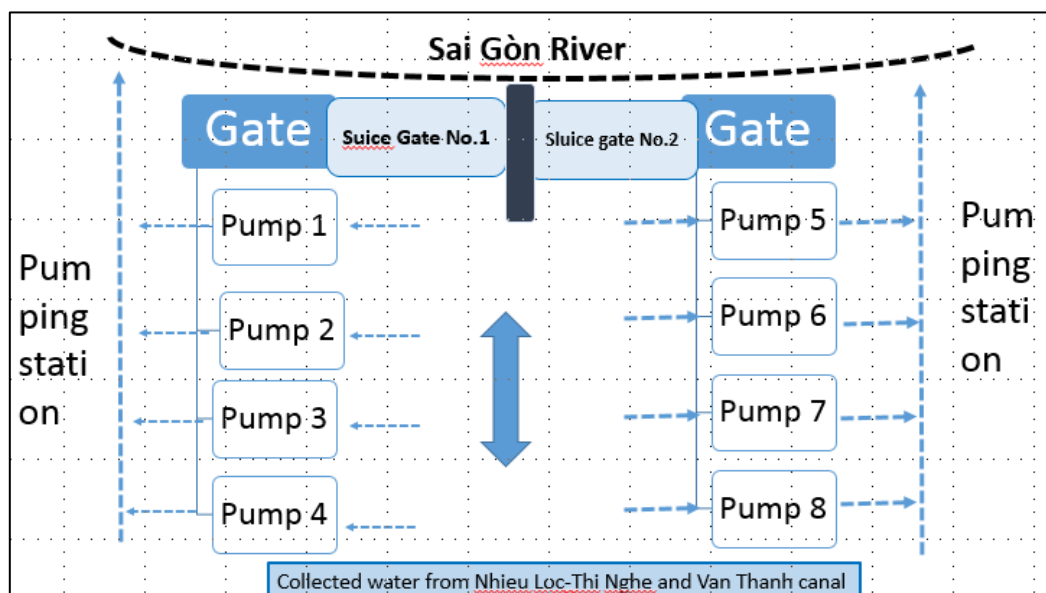 Sai Gòn River
Gate
Suice Gate No.1
Sluice gate No.2
Gate
Pump 1
Pump 5
Pum
ping
stati
on
Pum
ping
stati
on
Pump 2
Pump 6
Pump 3
Pump 7
Pump 4
Pump 8
Collected water from Nhieu Loc-Thi Nghe and Van Thanh canal